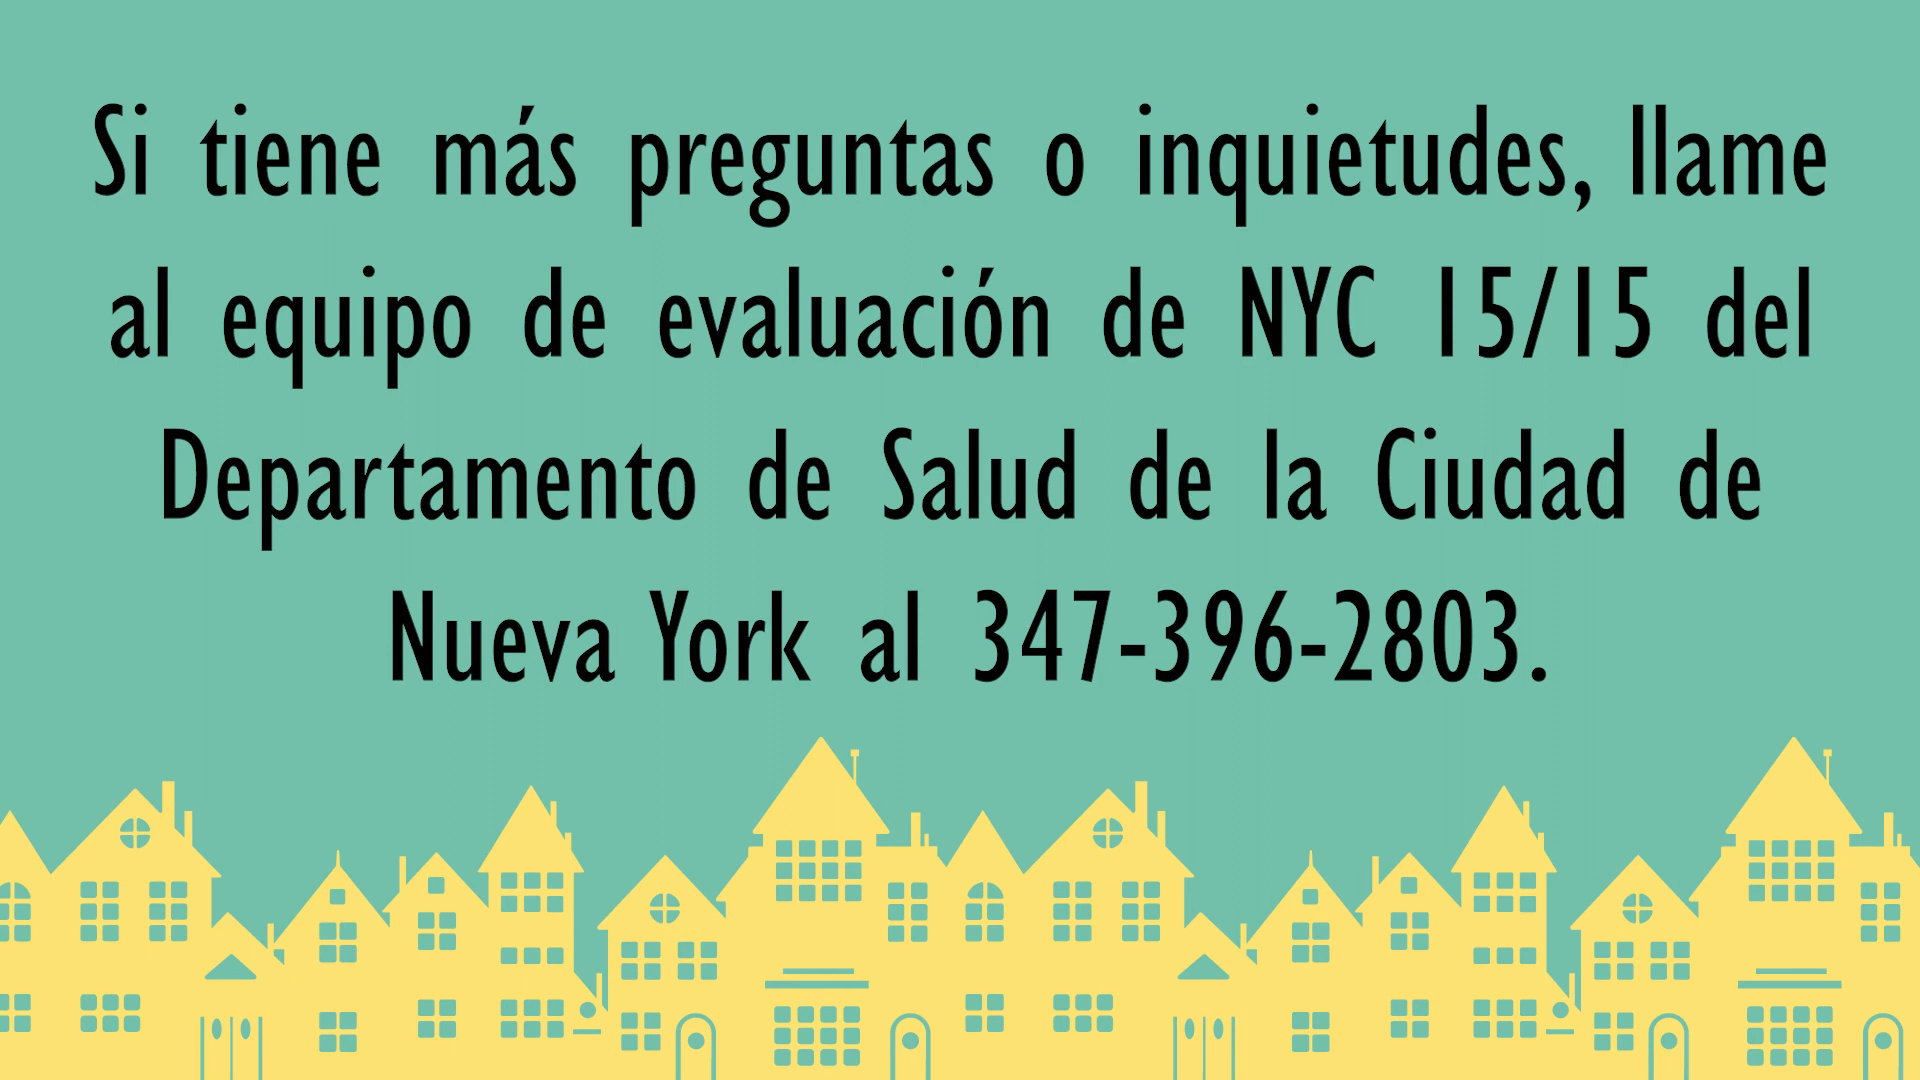 Si tiene más preguntas o inquietudes, llame
al equipo de evaluación de NYC 15/15 del
Departamento de Salud de la Ciudad de
Nueva York al 347-396-2803.